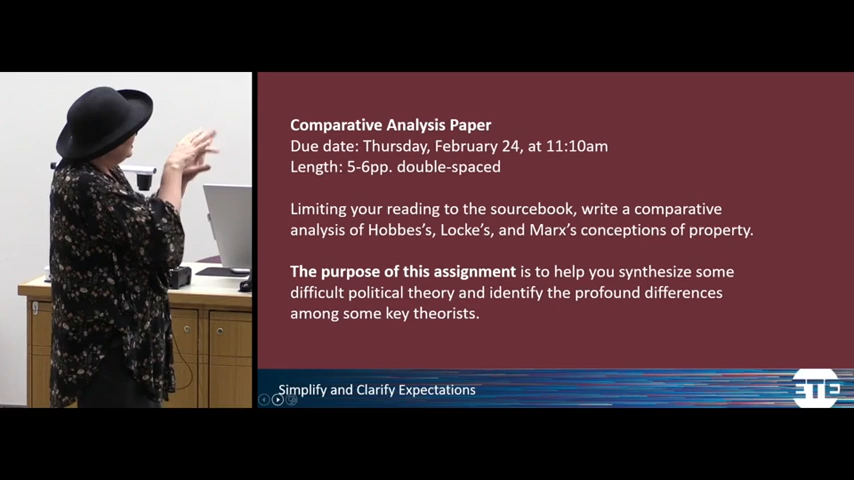 Comparative Analysis Paper
Due date: Thursday, February 24, at 11:10am
Length: 5-6pp. double-spaced
Limiting your reading to the sourcebook, write a comparative
analysis of Hobbes’s, Locke’s, and Marx’s conceptions of property.
The purpose of this assignment is to help you synthesize some
difficult political theory and identify the profound differences
among some key theorists.
Simplify and Clarify Expectations
ETE